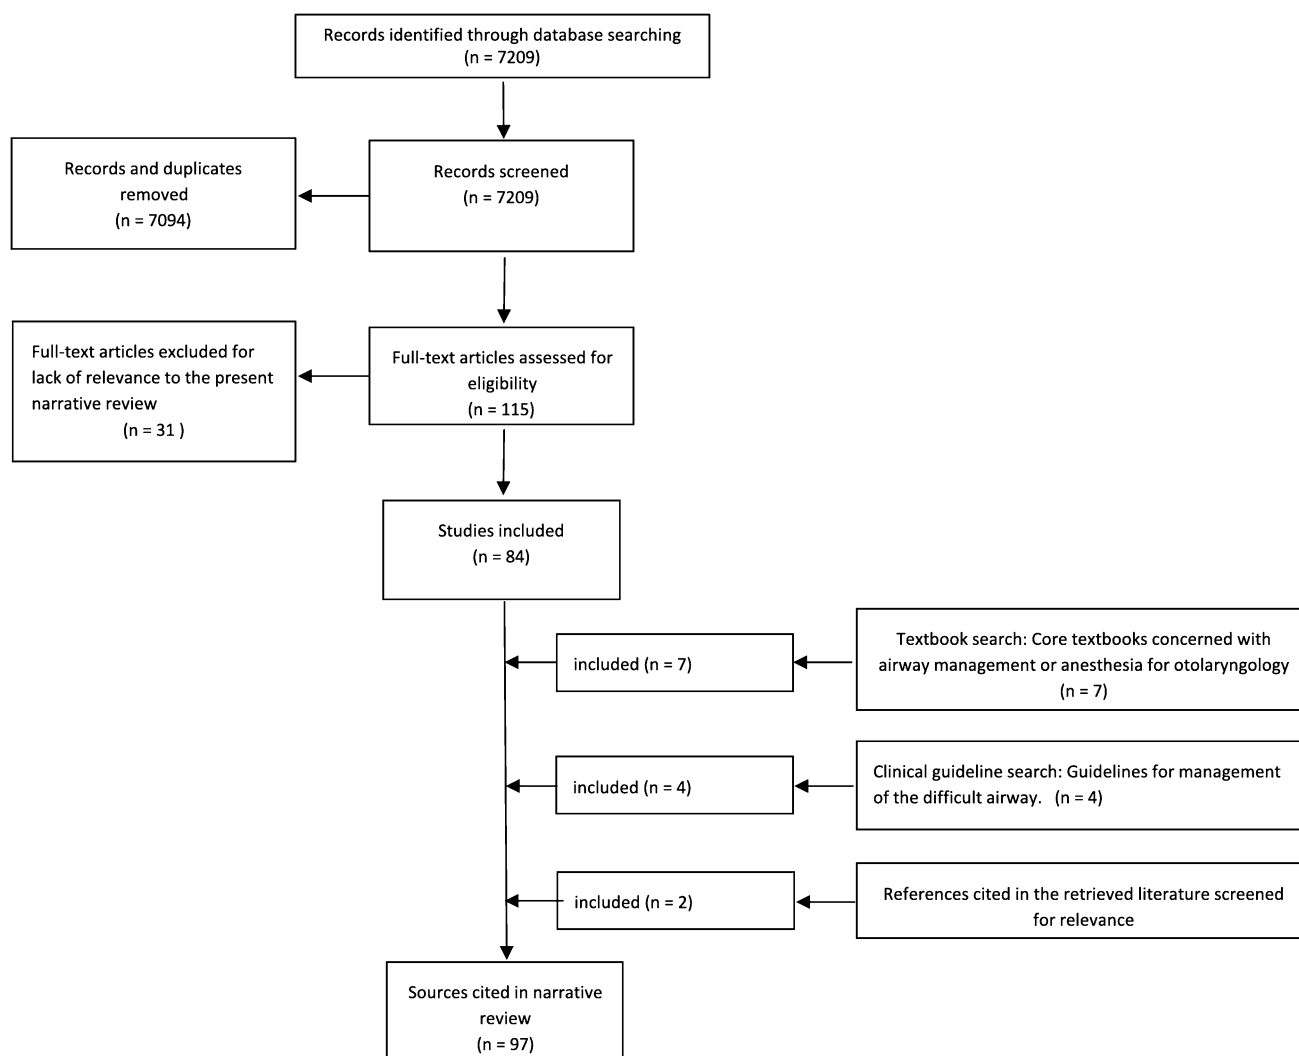 Records identified through database searching
(n = 7209)
Records and duplicates
removed
(n = 7094)
Records screened
(n = 7209)
Full-text articles excluded for
lack of relevance to the present
narrative review
(n = 31 )
Full-text articles assessed for
eligibility
(n = 115)
Studies included
(n = 84)
included (n = 7)
Textbook search: Core textbooks concerned with
airway management or anesthesia for otolaryngology
(n = 7)
included (n = 4)
Clinical guideline search: Guidelines for management
of the difficult airway. (n = 4)
included (n = 2)
References cited in the retrieved literature screened
for relevance
Sources cited in narrative
review
(n = 97)